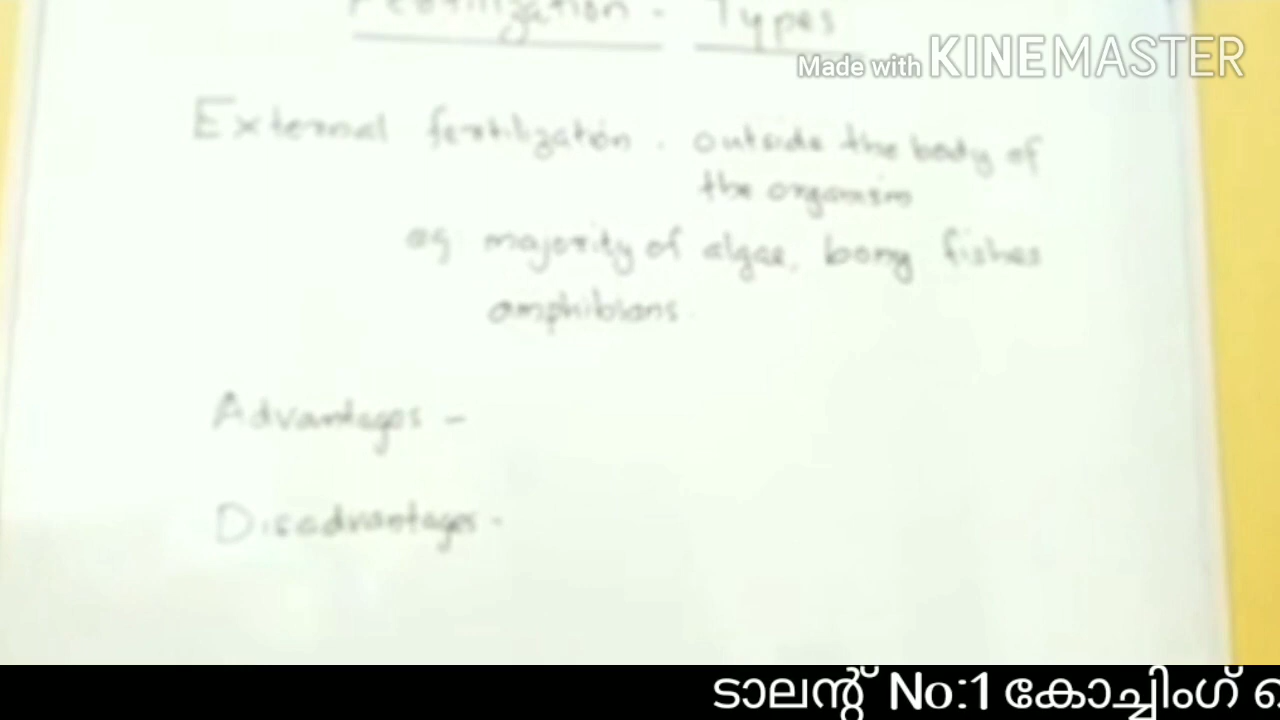 Fertilization - Types
Made with KINEMASTER
External fertilization. outside the body of
the organism
eg: majority of algae, bony fishes
amphibians.
Advantages -
Disadvantages -
ടാലന്റ് No:1 കോച്ചിംഗ്